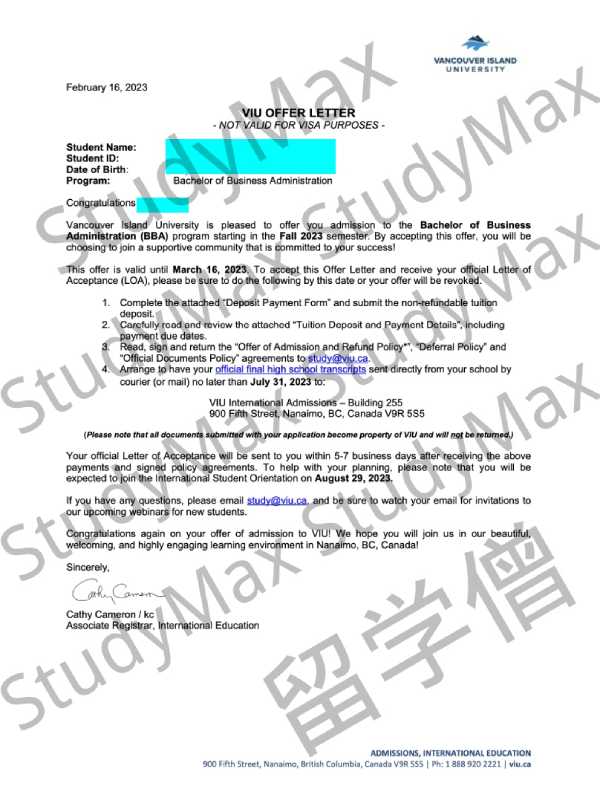 VANCOUVER ISLAND
UNIVERSITY
February 16, 2023
VIU OFFER LETTER
- NOT VALID FOR VISA PURPOSES -
Student Name:
Student ID:
Date of Birth:
Program: Bachelor of Business Administration
Congratulations
Vancouver Island University is pleased to offer you admission to the Bachelor of Business
Administration (BBA) program starting in the Fall 2023 semester. By accepting this offer, you will be
choosing to join a supportive community that is committed to your success!
This offer is valid until March 16, 2023. To accept this Offer Letter and receive your official Letter of
Acceptance (LOA), please be sure to do the following by this date or your offer will be revoked.
1. Complete the attached “Deposit Payment Form” and submit the non-refundable tuition
deposit.
2. Carefully read and review the attached “Tuition Deposit and Payment Details”, including
payment due dates.
3. Read, sign and return the “Offer of Admission and Refund Policy*”, “Deferral Policy” and
“Official Documents Policy” agreements to study@viu.ca.
4. Arrange to have your official final high school transcripts sent directly from your school by
courier (or mail) no later than July 31, 2023 to:
VIU International Admissions – Building 255
900 Fifth Street, Nanaimo, BC, Canada V9R 5S5
(Please note that all documents submitted with your application become property of VIU and will not be returned.)
Your official Letter of Acceptance will be sent to you within 5-7 business days after receiving the above
payments and signed policy agreements. To help with your planning, please note that you will be
expected to join the International Student Orientation on August 29, 2023.
If you have any questions, please email study@viu.ca, and be sure to watch your email for invitations to
our upcoming webinars for new students.
Congratulations again on your offer of admission to VIU! We hope you will join us in our beautiful,
welcoming, and highly engaging learning environment in Nanaimo, BC, Canada!
Sincerely,
Cathy Cameron
Cathy Cameron / kc
Associate Registrar, International Education
ADMISSIONS, INTERNATIONAL EDUCATION
900 Fifth Street, Nanaimo, British Columbia, Canada V9R 5S5 | Ph: 1 888 920 2221 | viu.ca
StudyMax
StudyMax StudyMax
StudyMax StudyMax
StudyMax
留学僧